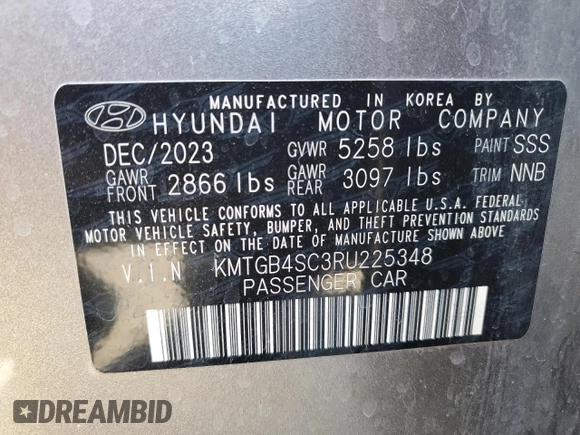 MANUFACTURED IN KOREA BY
HYUNDAI MOTOR COMPANY
DEC/2023 GVWR 5258 lbs PAINT SSS
GAWR FRONT 2866 lbs GAWR REAR 3097 lbs TRIM NNB
THIS VEHICLE CONFORMS TO ALL APPLICABLE U.S.A. FEDERAL
MOTOR VEHICLE SAFETY, BUMPER, AND THEFT PREVENTION STANDARDS
IN EFFECT ON THE DATE OF MANUFACTURE SHOWN ABOVE.
V.I.N KMTGB4SC3RU225348
PASSENGER CAR
DREAMBID